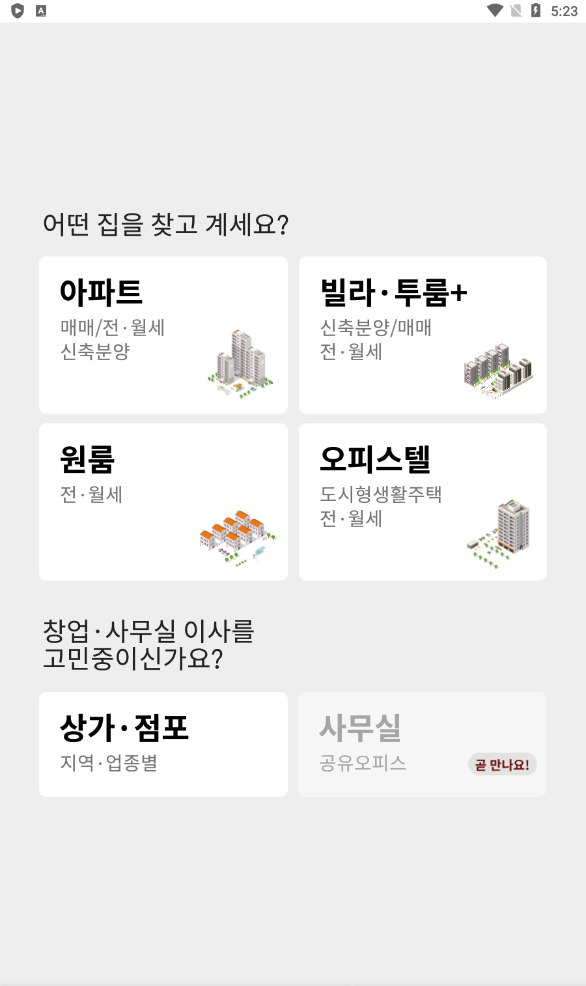 5:23
어떤 집을 찾고 계세요?
아파트
매매/전·월세
신축분양
빌라·투룸+
신축분양/매매
전·월세
원룸
전·월세
오피스텔
도시형생활주택
전·월세
창업·사무실 이사를
고민중이신가요?
상가·점포
지역·업종별
사무실
공유오피스
곧 만나요!